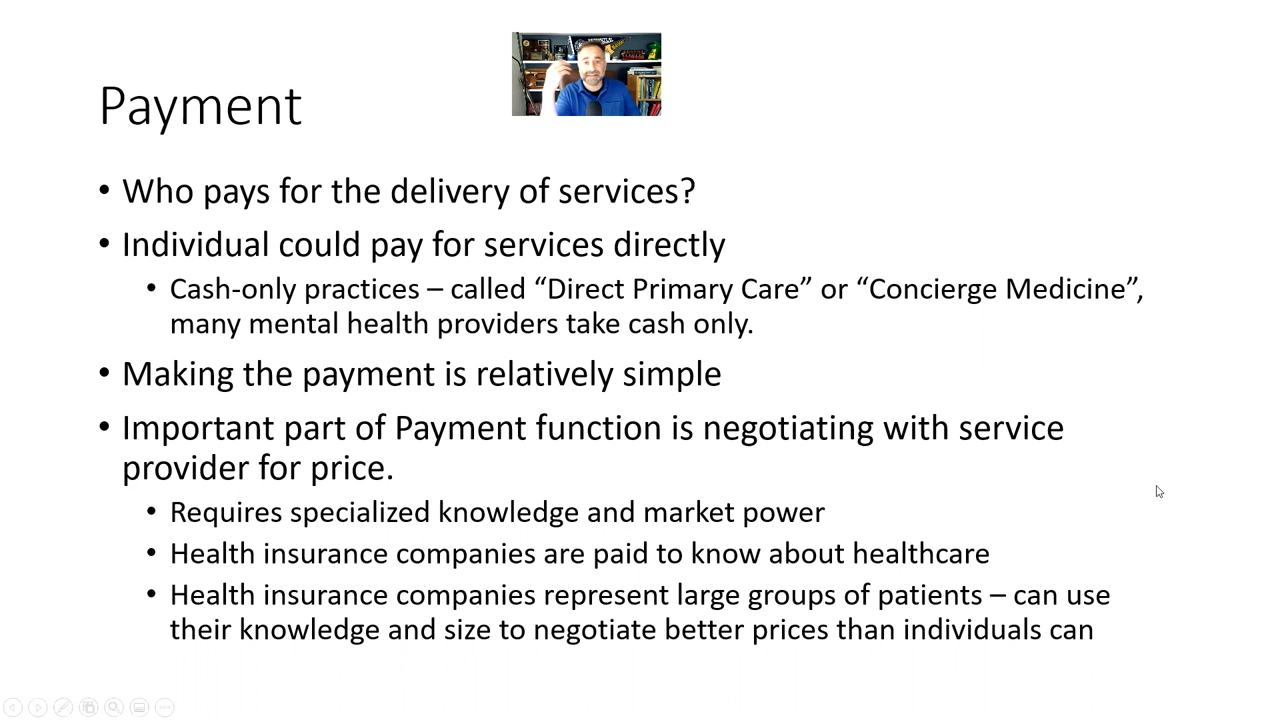 Payment
• Who pays for the delivery of services?
• Individual could pay for services directly
• Cash-only practices – called “Direct Primary Care” or “Concierge Medicine”,
many mental health providers take cash only.
• Making the payment is relatively simple
• Important part of Payment function is negotiating with service
provider for price.
• Requires specialized knowledge and market power
• Health insurance companies are paid to know about healthcare
• Health insurance companies represent large groups of patients – can use
their knowledge and size to negotiate better prices than individuals can